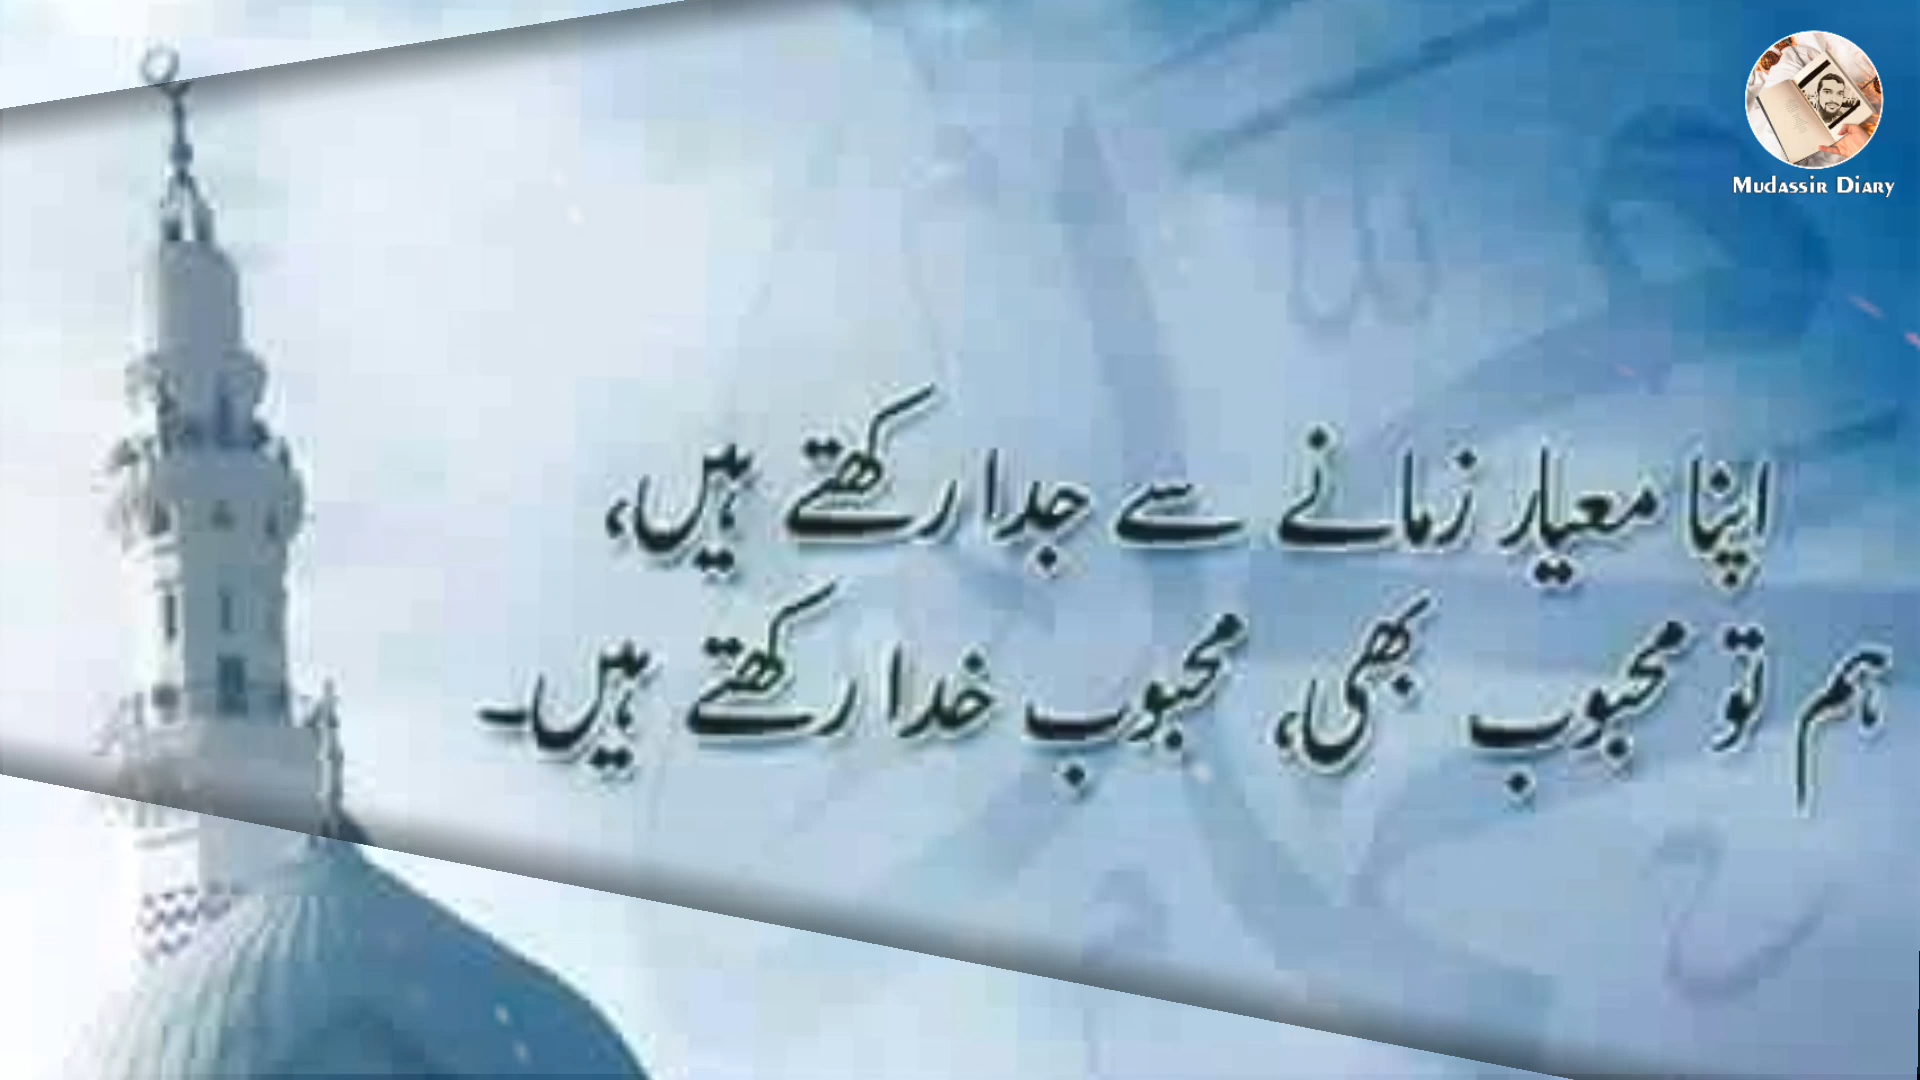 Mudassir Diary
اپنا معیار زمانے سے جدا رکھتے ہیں،
ہم تو محبوب بھی، محبوب خدا رکھتے ہیں۔